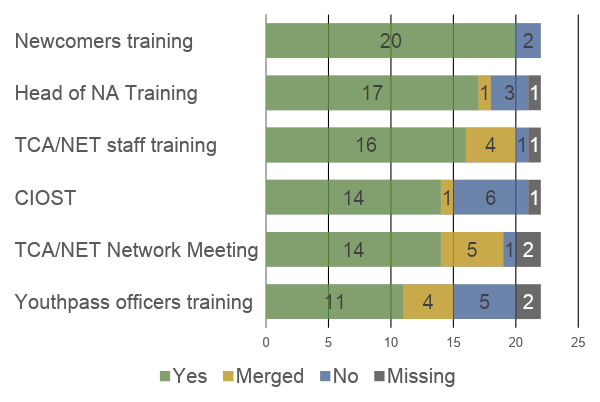 Newcomers training 20 2
Head of NA Training 17 1 3 1
TCA/NET staff training 16 4 1 1
CIOST 14 1 6 1
TCA/NET Network Meeting 14 5 1 2
Youthpass officers training 11 4 5 2
0 5 10 15 20 25
Yes Merged No Missing